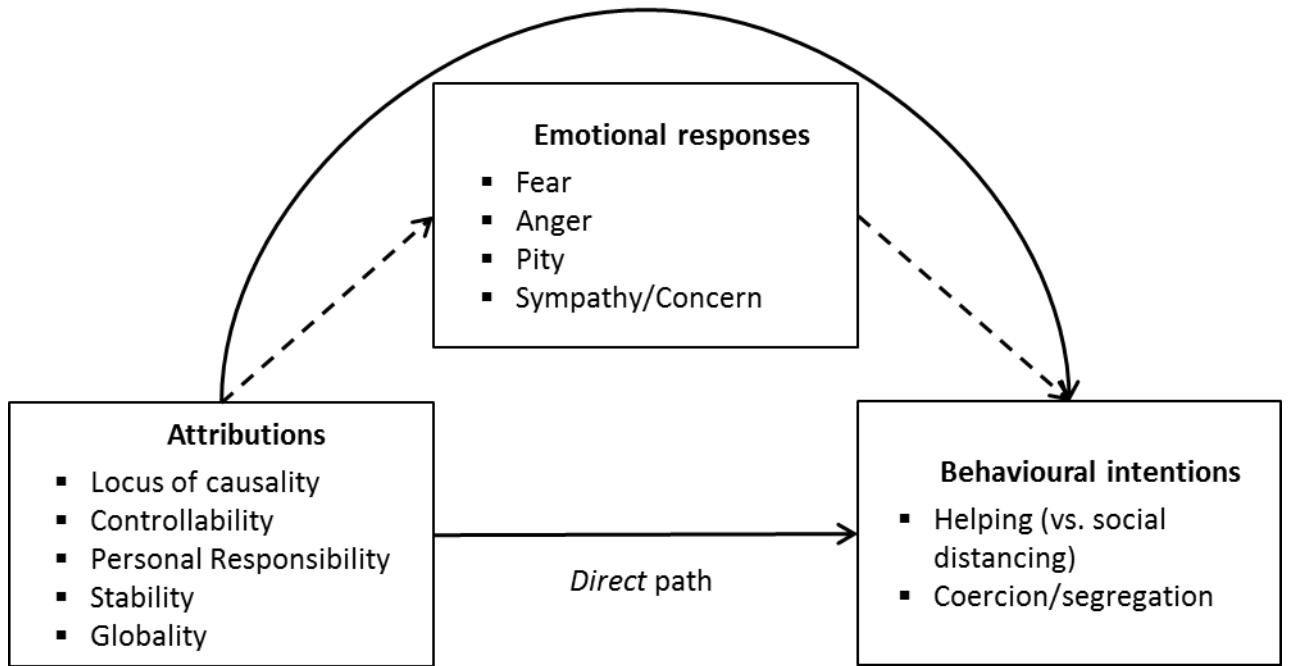 Emotional responses
▪ Fear
▪ Anger
▪ Pity
▪ Sympathy/Concern
Attributions
▪ Locus of causality
▪ Controllability
▪ Personal Responsibility
▪ Stability
▪ Globality
Direct path
Behavioural intentions
▪ Helping (vs. social
distancing)
▪ Coercion/segregation